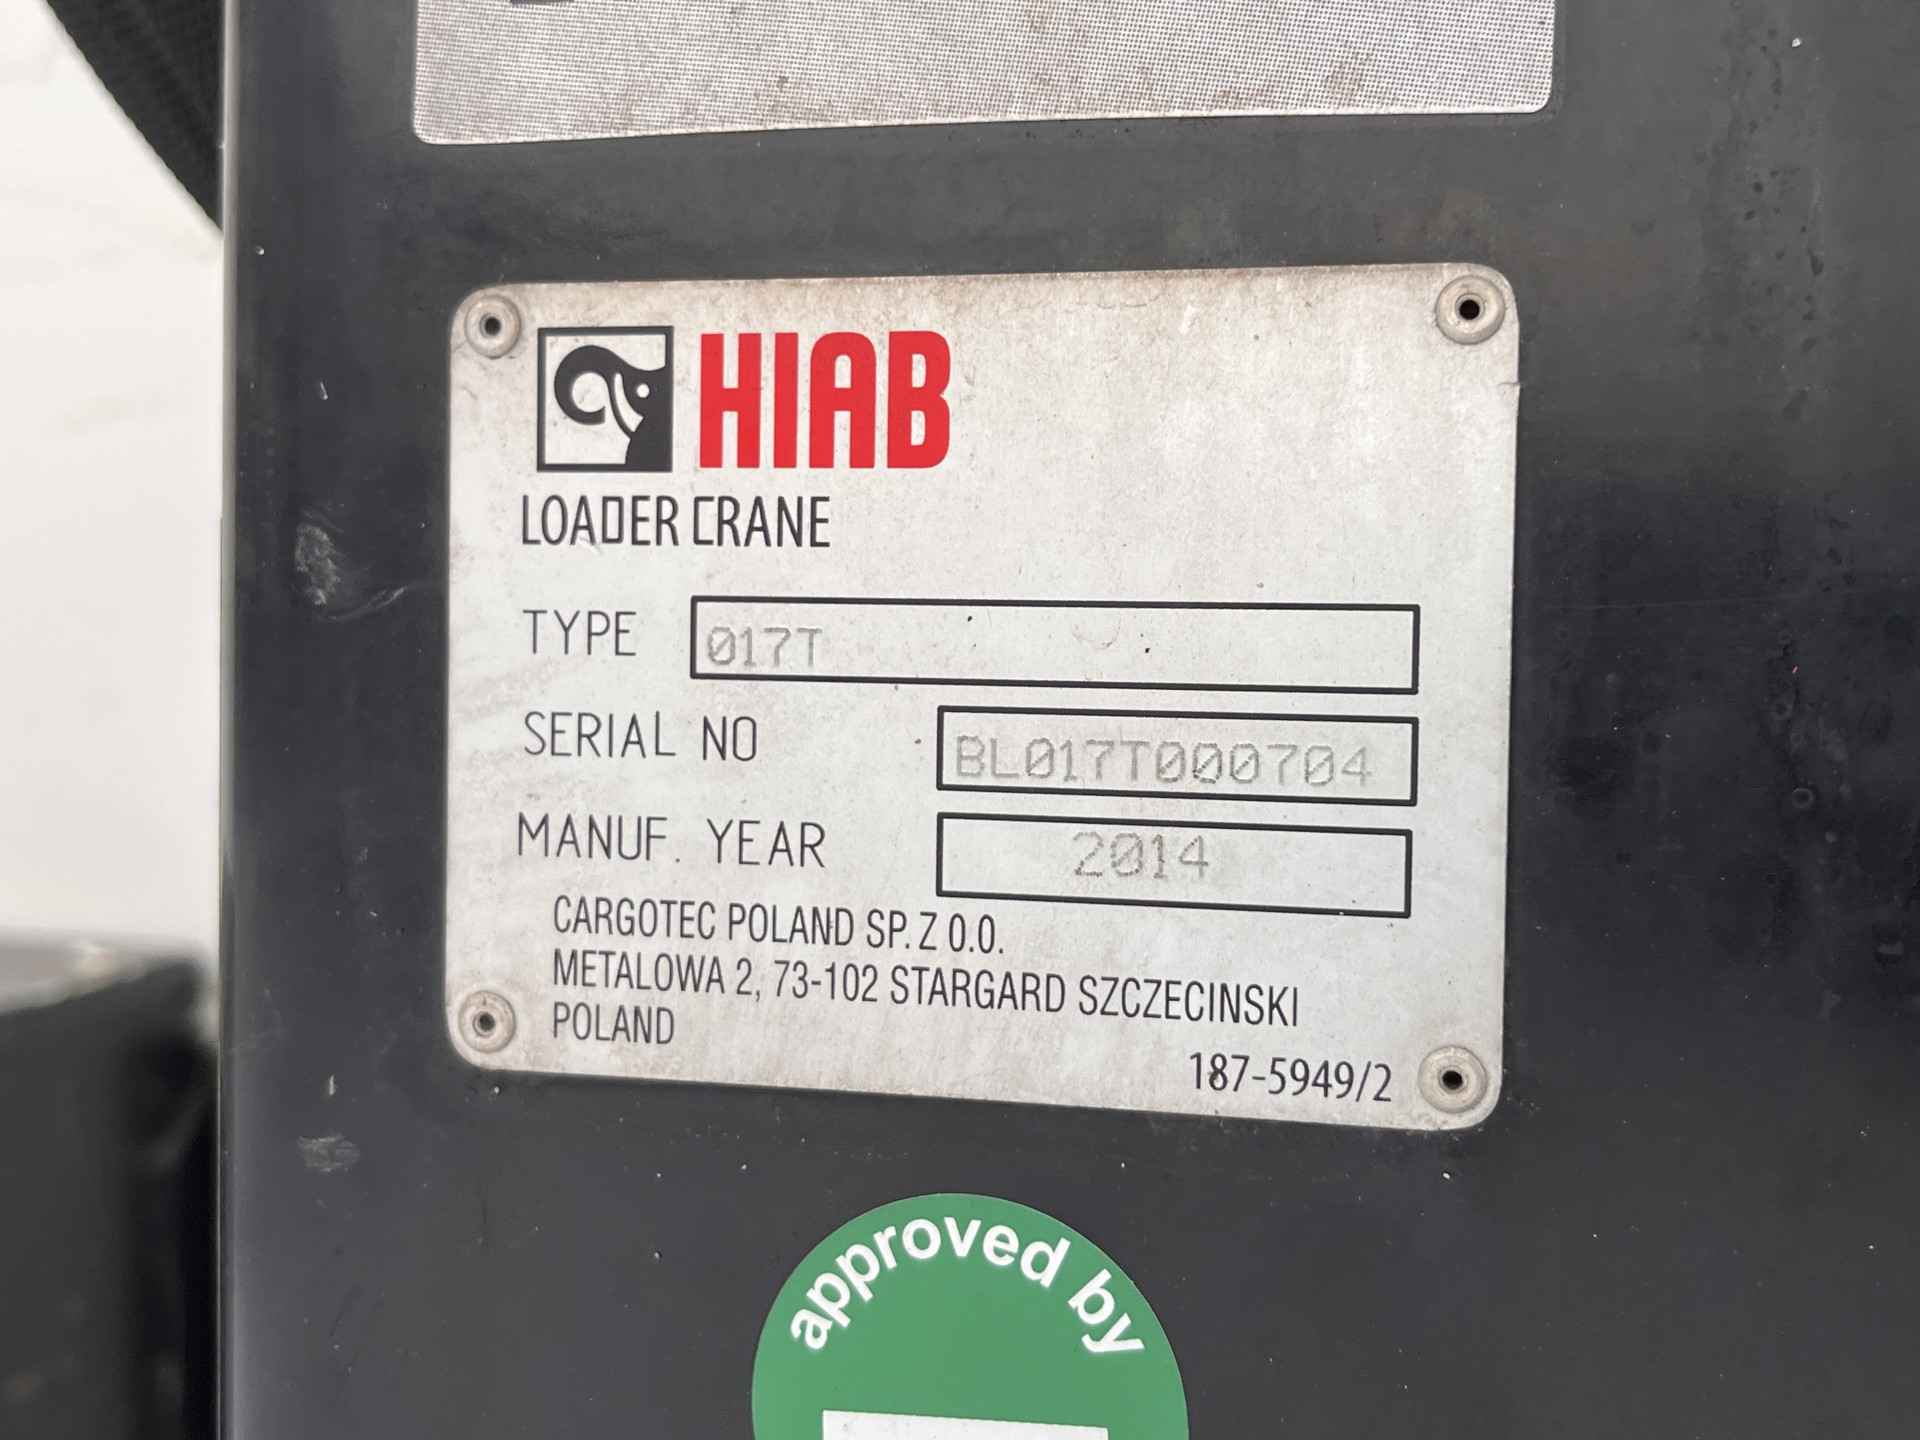 HIAB
LOADER CRANE
TYPE 017T
SERIAL NO BL017T000704
MANUF. YEAR 2014
CARGOTEC POLAND SP. Z O.O.
METALOWA 2, 73-102 STARGARD SZCZECINSKI
POLAND
187-5949/2
approved by